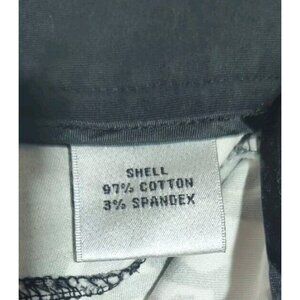 SHELL
97% COTTON
3% SPANDEX